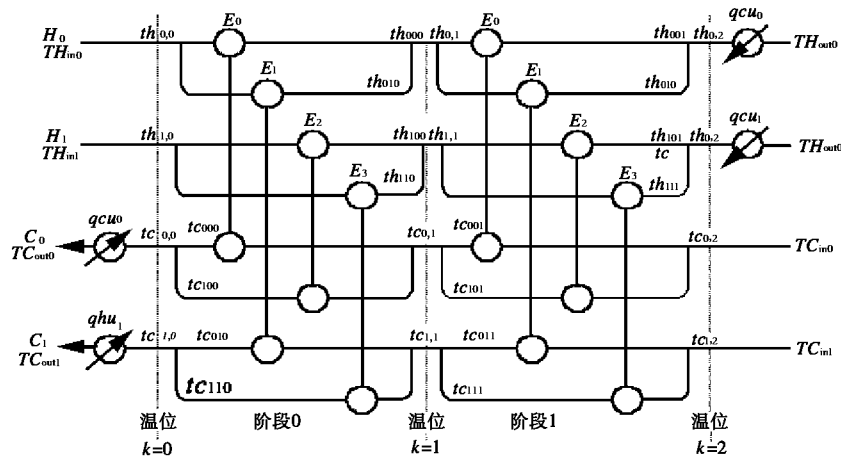 H0 th0,0 E0 th000 th0,1 E0 th001 th0,2 qcu0
THin0 THout0
E1 th010 E1 th010
H1 th1,0 E2 th100 th1,1 E2 th101 th0,2 qcu1
THin1 tc THout0
E3 th110 E3 th111
C0 qcu0 tc0,0 tc000 tc0,1 tc001 tc0,2 TCin0
TCout0
tc100 tc101
C1 qhu1 tc1,0 tc010 tc1,1 tc011 tc1,2 TCin1
TCout1
tc110 tc111
温位 阶段0 温位 阶段1 温位
k=0 k=1 k=2